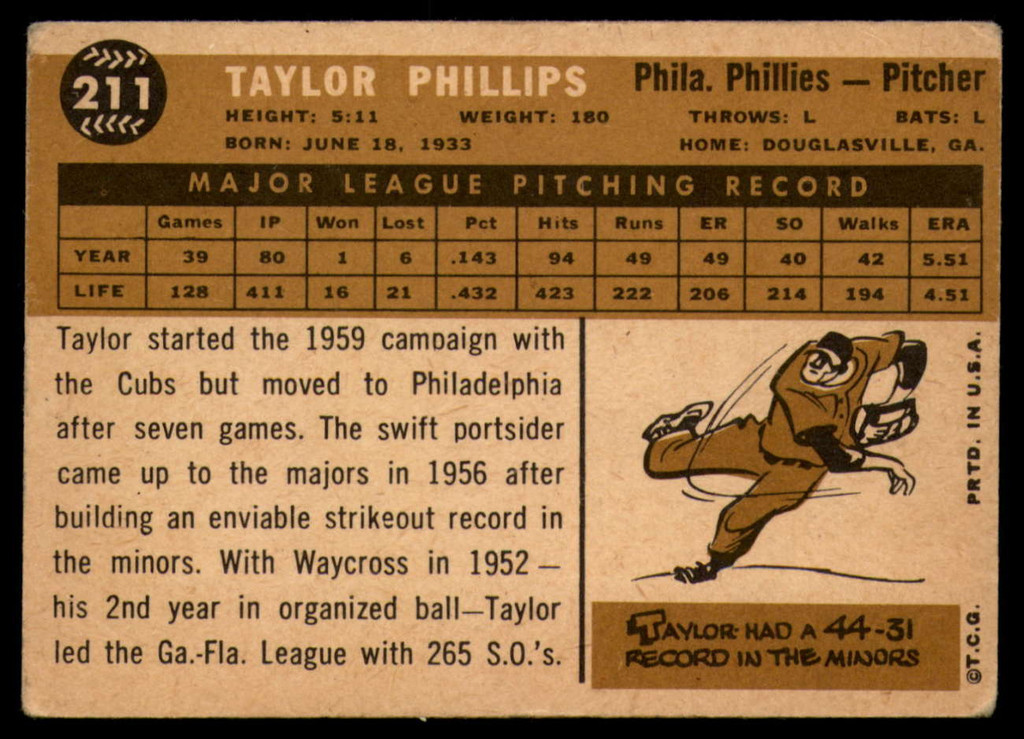 211
TAYLOR PHILLIPS Phila. Phillies — Pitcher
HEIGHT: 5:11 WEIGHT: 180 THROWS: L BATS: L
BORN: JUNE 18, 1933 HOME: DOUGLASVILLE, GA.
MAJOR LEAGUE PITCHING RECORD
Games IP Won Lost Pct Hits Runs ER SO Walks ERA
YEAR 39 80 1 6 .143 94 49 49 40 42 5.51
LIFE 128 411 16 21 .432 423 222 206 214 194 4.51
Taylor started the 1959 campaign with
the Cubs but moved to Philadelphia
after seven games. The swift portsider
came up to the majors in 1956 after
building an enviable strikeout record in
the minors. With Waycross in 1952 —
his 2nd year in organized ball—Taylor
led the Ga.-Fla. League with 265 S.O.'s.
TAYLOR HAD A 44-31
RECORD IN THE MINORS
©T.C.G. PRTD. IN U.S.A.